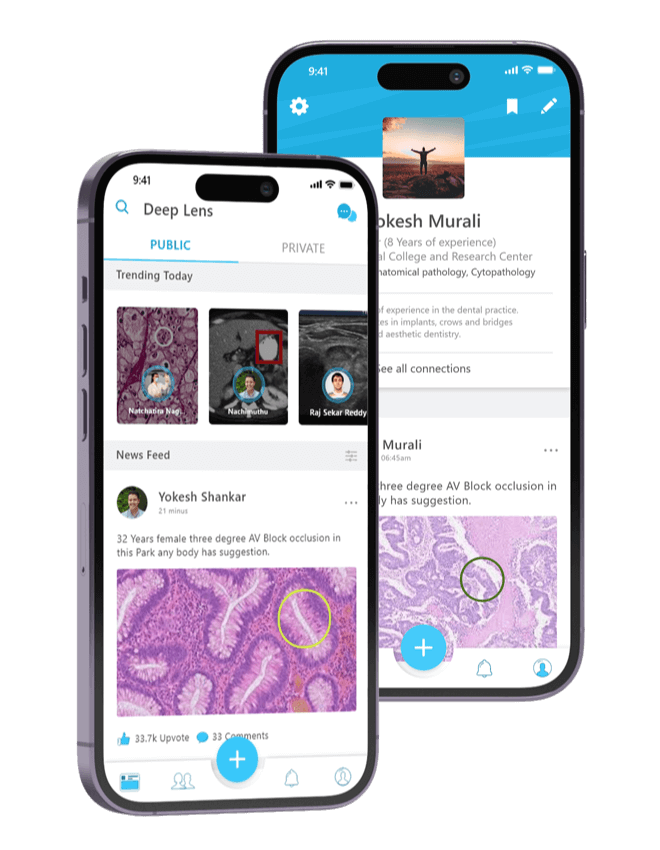 9:41
Deep Lens
PUBLIC
PRIVATE
Trending Today
Natchatira Nag..
Nachimuthu
Raj Sekar Reddy
News Feed
Yokesh Shankar
21 minus
32 Years female three degree AV Block occlusion in
this Park any body has suggestion.
33.7k Upvote
33 Comments
9:41
okesh Murali
(8 Years of experience)
al College and Research Center
natomical pathology, Cytopathology
of experience in the dental practice.
es in implants, crows and bridges
d aesthetic dentistry.
See all connections
Murali
06:45am
hree degree AV Block occlusion in
ly has suggestion.